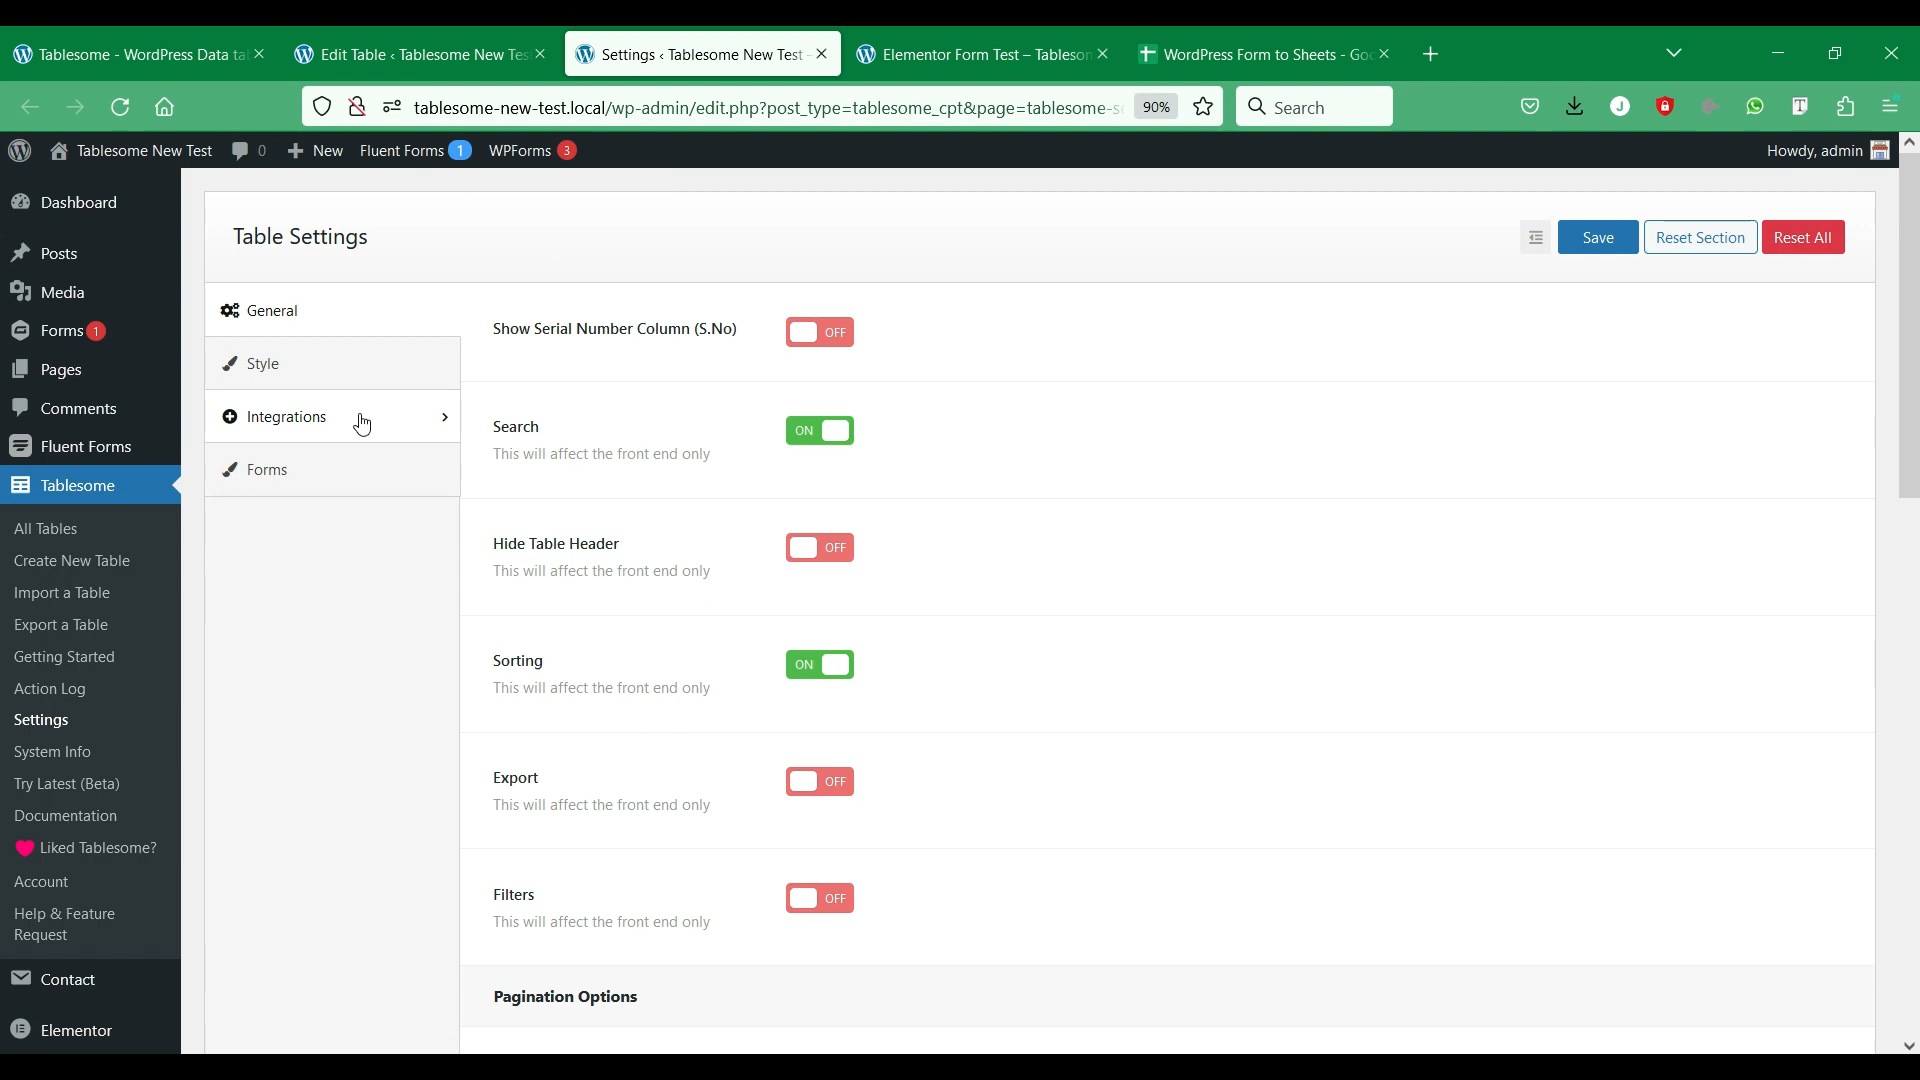 Tablesome - WordPress Data ta
Edit Table ‹ Tablesome New Tes
Settings ‹ Tablesome New Test -
Elementor Form Test – Tableson
WordPress Form to Sheets - Goo
tablesome-new-test.local/wp-admin/edit.php?post_type=tablesome_cpt&page=tablesome-s
90%
Search
Tablesome New Test
0
New
Fluent Forms 1
WPForms 3
Howdy, admin
Dashboard
Posts
Media
Forms 1
Pages
Comments
Fluent Forms
Tablesome
All Tables
Create New Table
Import a Table
Export a Table
Getting Started
Action Log
Settings
System Info
Try Latest (Beta)
Documentation
Liked Tablesome?
Account
Help & Feature
Request
Contact
Elementor
Table Settings
Save
Reset Section
Reset All
General
Style
Integrations
Forms
Show Serial Number Column (S.No)
OFF
Search
This will affect the front end only
ON
Hide Table Header
This will affect the front end only
OFF
Sorting
This will affect the front end only
ON
Export
This will affect the front end only
OFF
Filters
This will affect the front end only
OFF
Pagination Options